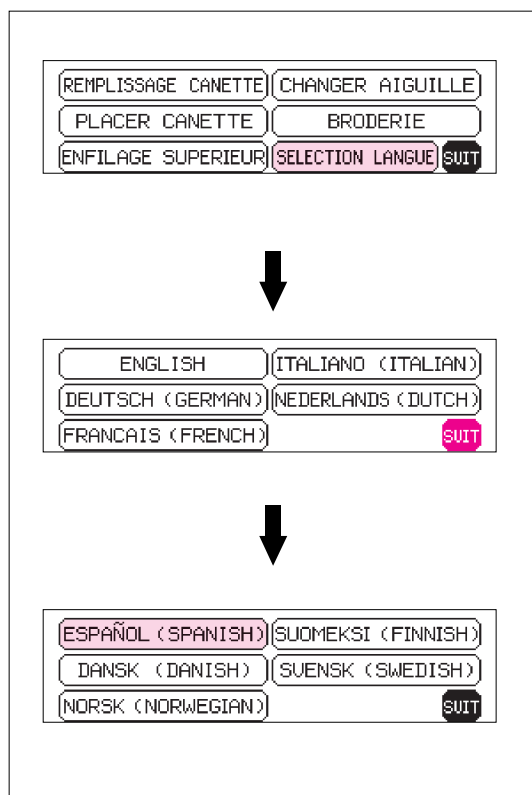 REMPLISSAGE CANETTE CHANGER AIGUILLE
PLACER CANETTE BRODERIE
ENFILAGE SUPERIEUR SELECTION LANGUE SUIT
ENGLISH ITALIANO (ITALIAN)
DEUTSCH (GERMAN) NEDERLANDS (DUTCH)
FRANCAIS (FRENCH) SUIT
ESPAÑOL (SPANISH) SUOMEKSI (FINNISH)
DANSK (DANISH) SVENSK (SWEDISH)
NORSK (NORWEGIAN) SUIT